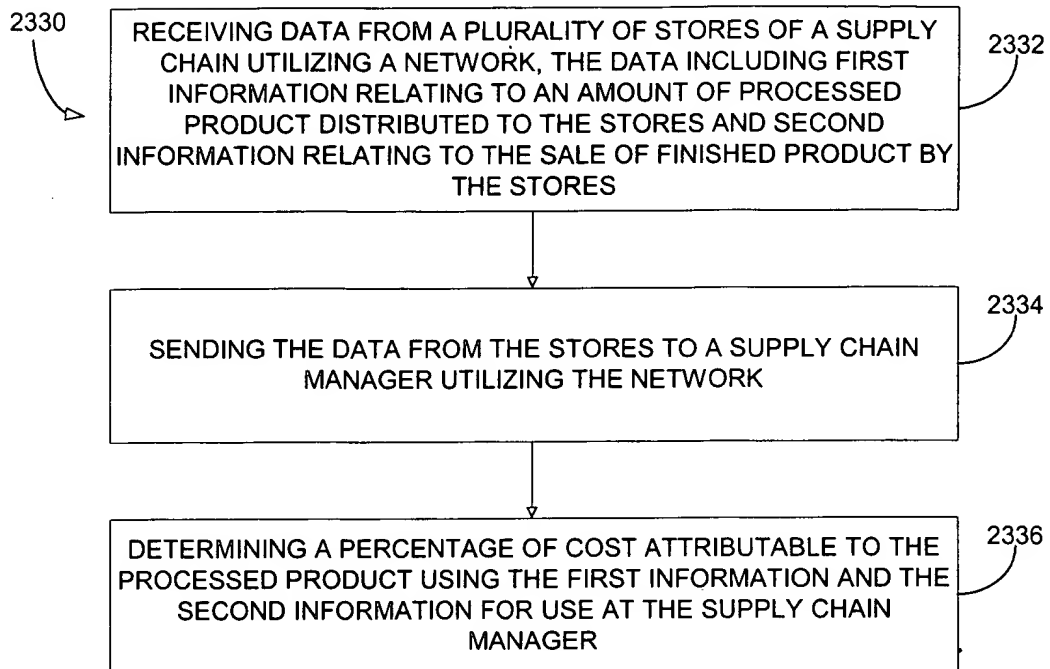 2330
RECEIVING DATA FROM A PLURALITY OF STORES OF A SUPPLY
CHAIN UTILIZING A NETWORK, THE DATA INCLUDING FIRST
INFORMATION RELATING TO AN AMOUNT OF PROCESSED
PRODUCT DISTRIBUTED TO THE STORES AND SECOND
INFORMATION RELATING TO THE SALE OF FINISHED PRODUCT BY
THE STORES
2332
SENDING THE DATA FROM THE STORES TO A SUPPLY CHAIN
MANAGER UTILIZING THE NETWORK
2334
DETERMINING A PERCENTAGE OF COST ATTRIBUTABLE TO THE
PROCESSED PRODUCT USING THE FIRST INFORMATION AND THE
SECOND INFORMATION FOR USE AT THE SUPPLY CHAIN
MANAGER
2336